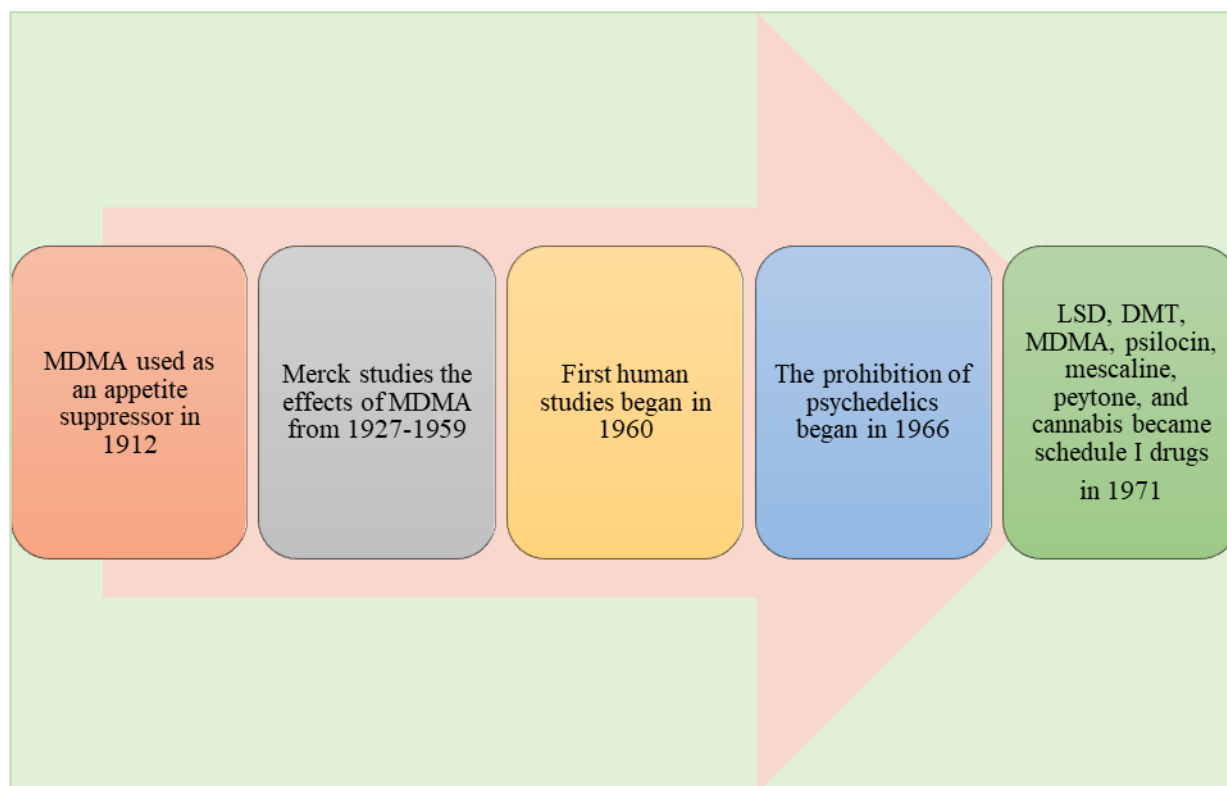 MDMA used as
an appetite
suppressor in
1912
Merck studies the
effects of MDMA
from 1927-1959
First human
studies began in
1960
The prohibition of
psychedelics
began in 1966
LSD, DMT,
MDMA, psilocin,
mescaline,
peytone, and
cannabis became
schedule I drugs
in 1971